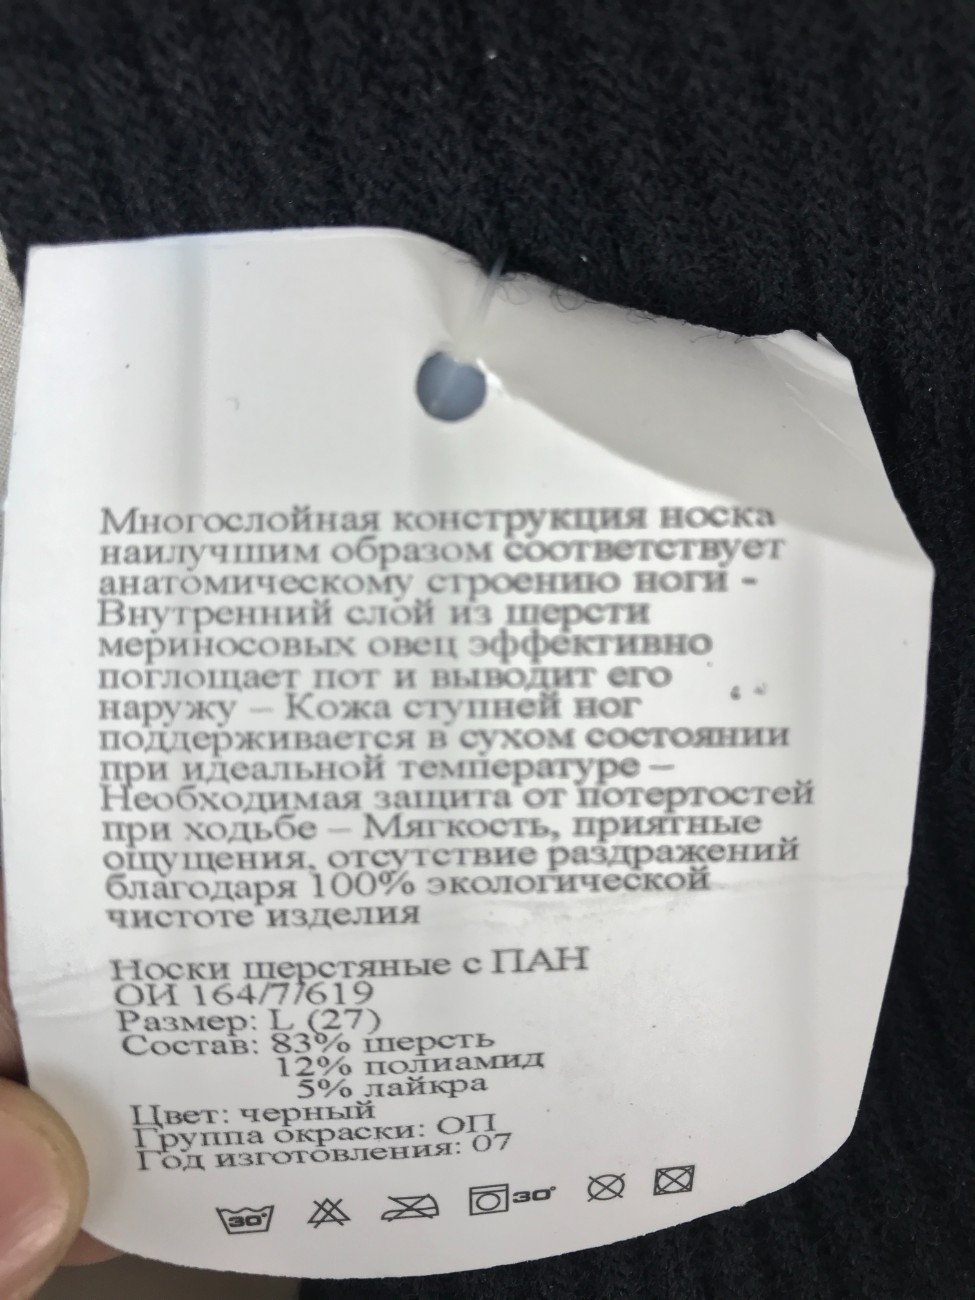 Многослойная конструкция носка
наилучшим образом соответствует
анатомическому строению ноги -
Внутренний слой из шерсти
мериносовых овец эффективно
поглощает пот и выводит его
наружу – Кожа ступней ног
поддерживается в сухом состоянии
при идеальной температуре –
Необходимая защита от потертостей
при ходьбе – Мягкость, приятные
ощущения, отсутствие раздражений
благодаря 100% экологической
чистоте изделия
Носки шерстяные с ПАН
ОИ 164/7/619
Размер: L (27)
Состав: 83% шерсть
12% полиамид
5% лайкра
Цвет: черный
Группа окраски: ОП
Год изготовления: 07
30° 30°